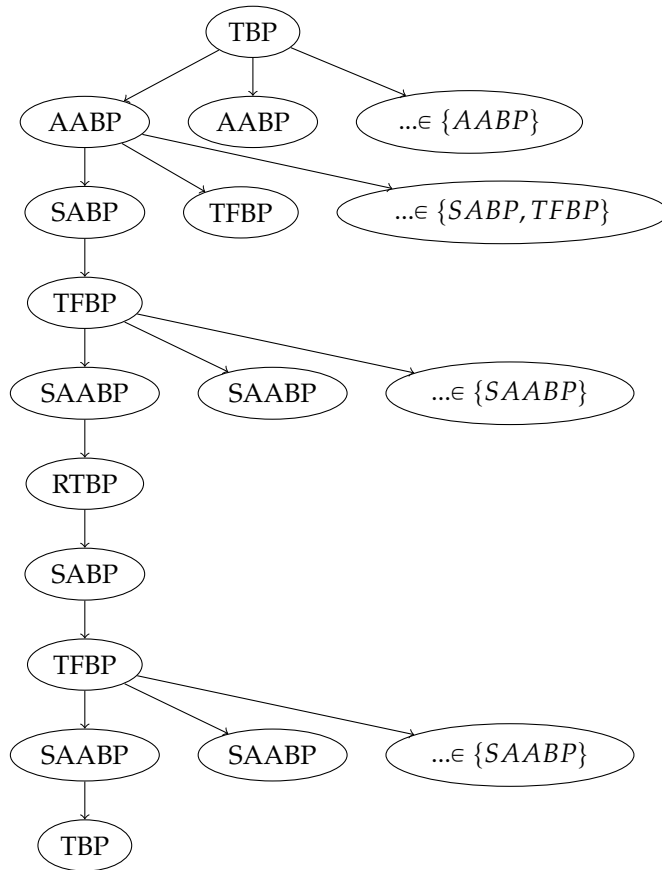 TBP
AABP AABP ...∈ {AABP}
SABP TFBP ...∈ {SABP, TFBP}
TFBP
SAABP SAABP ...∈ {SAABP}
RTBP
SABP
TFBP
SAABP SAABP ...∈ {SAABP}
TBP